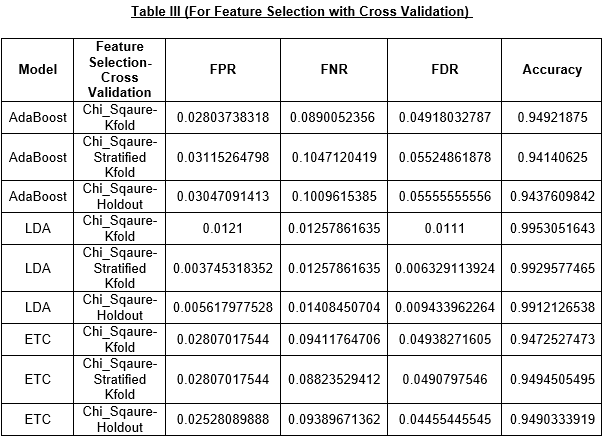 Table III (For Feature Selection with Cross Validation)
Model Feature Selection-Cross Validation FPR FNR FDR Accuracy
AdaBoost Chi_Sqaure-Kfold 0.02803738318 0.0890052356 0.04918032787 0.94921875
AdaBoost Chi_Sqaure-Stratified Kfold 0.03115264798 0.1047120419 0.05524861878 0.94140625
AdaBoost Chi_Sqaure-Holdout 0.03047091413 0.1009615385 0.05555555556 0.9437609842
LDA Chi_Sqaure-Kfold 0.0121 0.01257861635 0.0111 0.9953051643
LDA Chi_Sqaure-Stratified Kfold 0.003745318352 0.01257861635 0.006329113924 0.9929577465
LDA Chi_Sqaure-Holdout 0.005617977528 0.01408450704 0.009433962264 0.9912126538
ETC Chi_Sqaure-Kfold 0.02807017544 0.09411764706 0.04938271605 0.9472527473
ETC Chi_Sqaure-Stratified Kfold 0.02807017544 0.08823529412 0.0490797546 0.9494505495
ETC Chi_Sqaure-Holdout 0.02528089888 0.09389671362 0.04455445545 0.9490333919